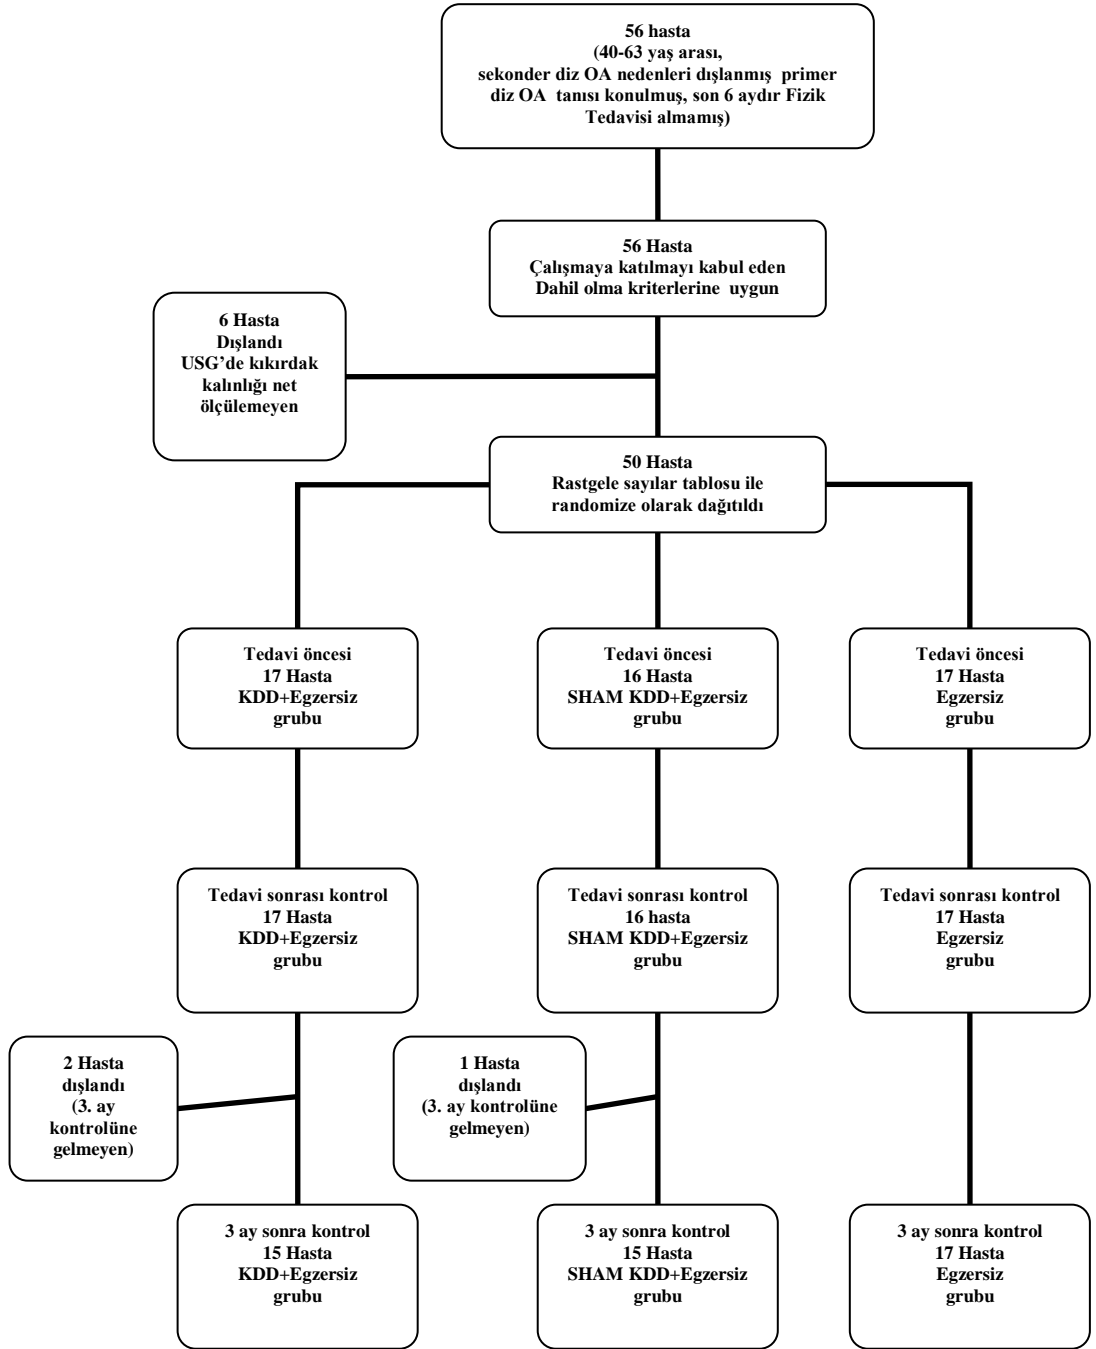 56 hasta
(40-63 yaş arası,
sekonder diz OA nedenleri dışlanmış primer
diz OA tanısı konulmuş, son 6 aydır Fizik
Tedavisi almamış)
56 Hasta
Çalışmaya katılmayı kabul eden
Dahil olma kriterlerine uygun
6 Hasta
Dışlandı
USG’de kıkırdak
kalınlığı net
ölçülemeyen
50 Hasta
Rastgele sayılar tablosu ile
randomize olarak dağıtıldı
Tedavi öncesi
17 Hasta
KDD+Egzersiz
grubu
Tedavi öncesi
16 Hasta
SHAM KDD+Egzersiz
grubu
Tedavi öncesi
17 Hasta
Egzersiz
grubu
Tedavi sonrası kontrol
17 Hasta
KDD+Egzersiz
grubu
Tedavi sonrası kontrol
16 hasta
SHAM KDD+Egzersiz
grubu
Tedavi sonrası kontrol
17 Hasta
Egzersiz
grubu
2 Hasta
dışlandı
(3. ay
kontrolüne
gelmeyen)
1 Hasta
dışlandı
(3. ay kontrolüne
gelmeyen)
3 ay sonra kontrol
15 Hasta
KDD+Egzersiz
grubu
3 ay sonra kontrol
15 Hasta
SHAM KDD+Egzersiz
grubu
3 ay sonra kontrol
17 Hasta
Egzersiz
grubu